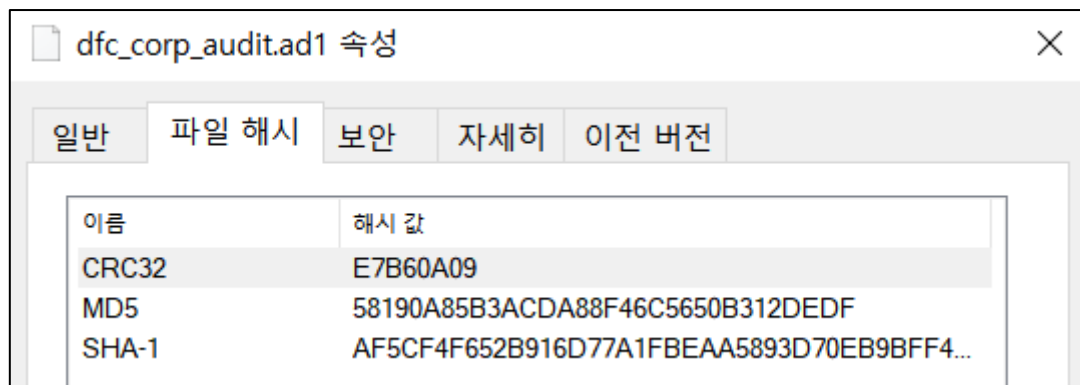 dfc_corp_audit.ad1 속성
일반 파일 해시 보안 자세히 이전 버전
이름 해시 값
CRC32 E7B60A09
MD5 58190A85B3ACDA88F46C5650B312DEDF
SHA-1 AF5CF4F652B916D77A1FBEAA5893D70EB9BFF4...